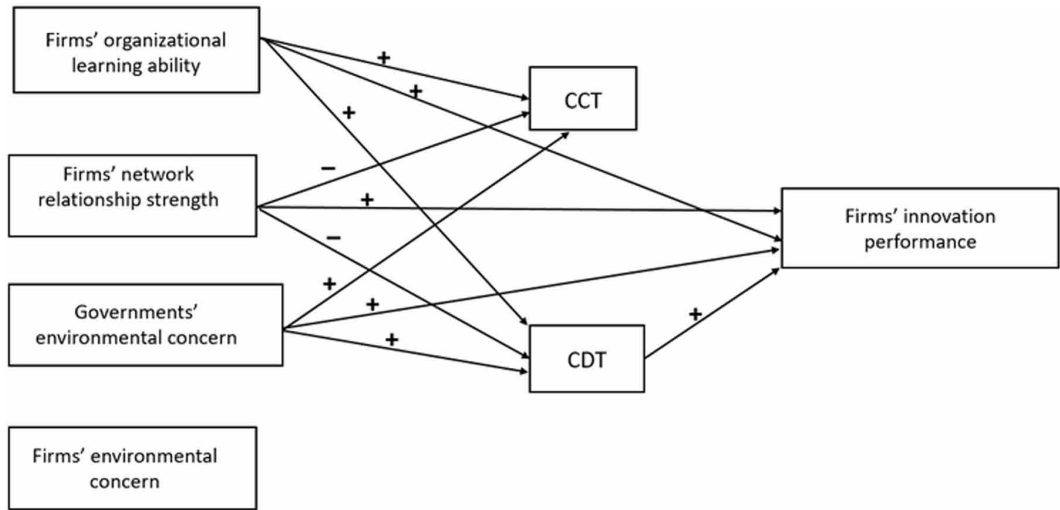 Firms' organizational
learning ability
+
+
CCT
+
Firms' network
relationship strength
–
+
Firms' innovation
performance
–
Governments'
environmental concern
+
+
+
+
CDT
Firms' environmental
concern